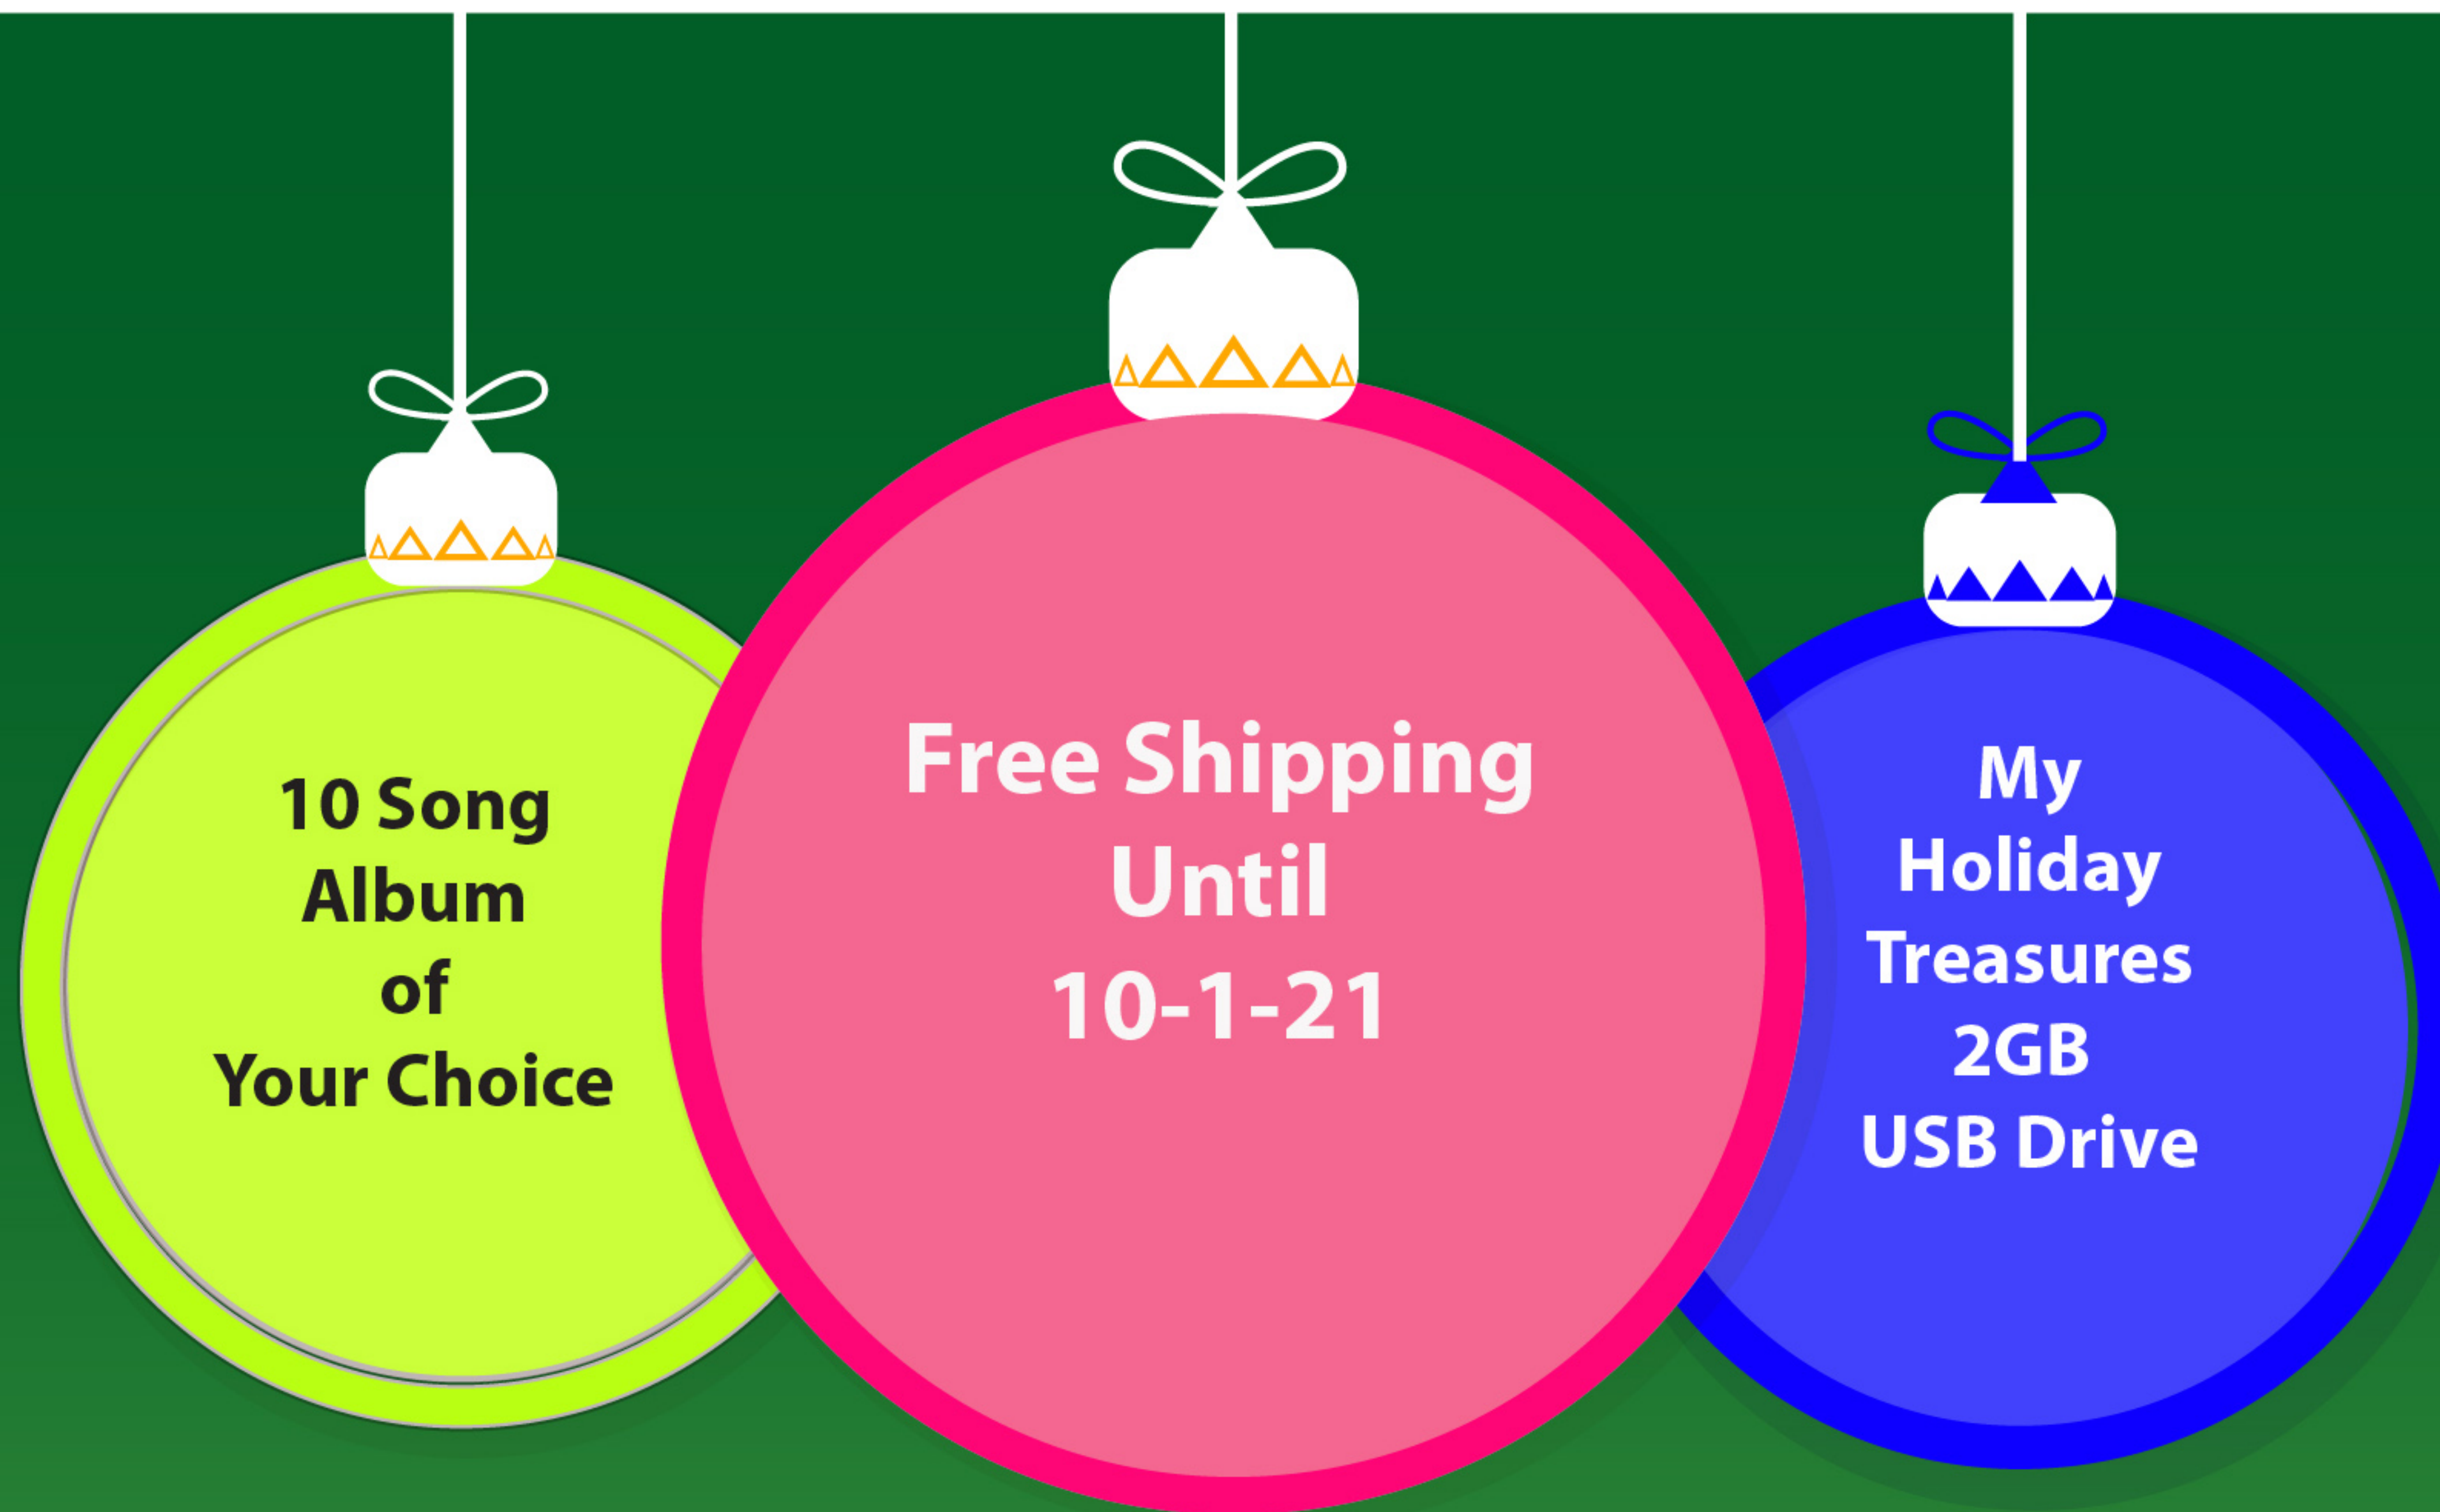 10 Song
Album
of
Your Choice
Free Shipping
Until
10-1-21
My
Holiday
Treasures
2GB
USB Drive